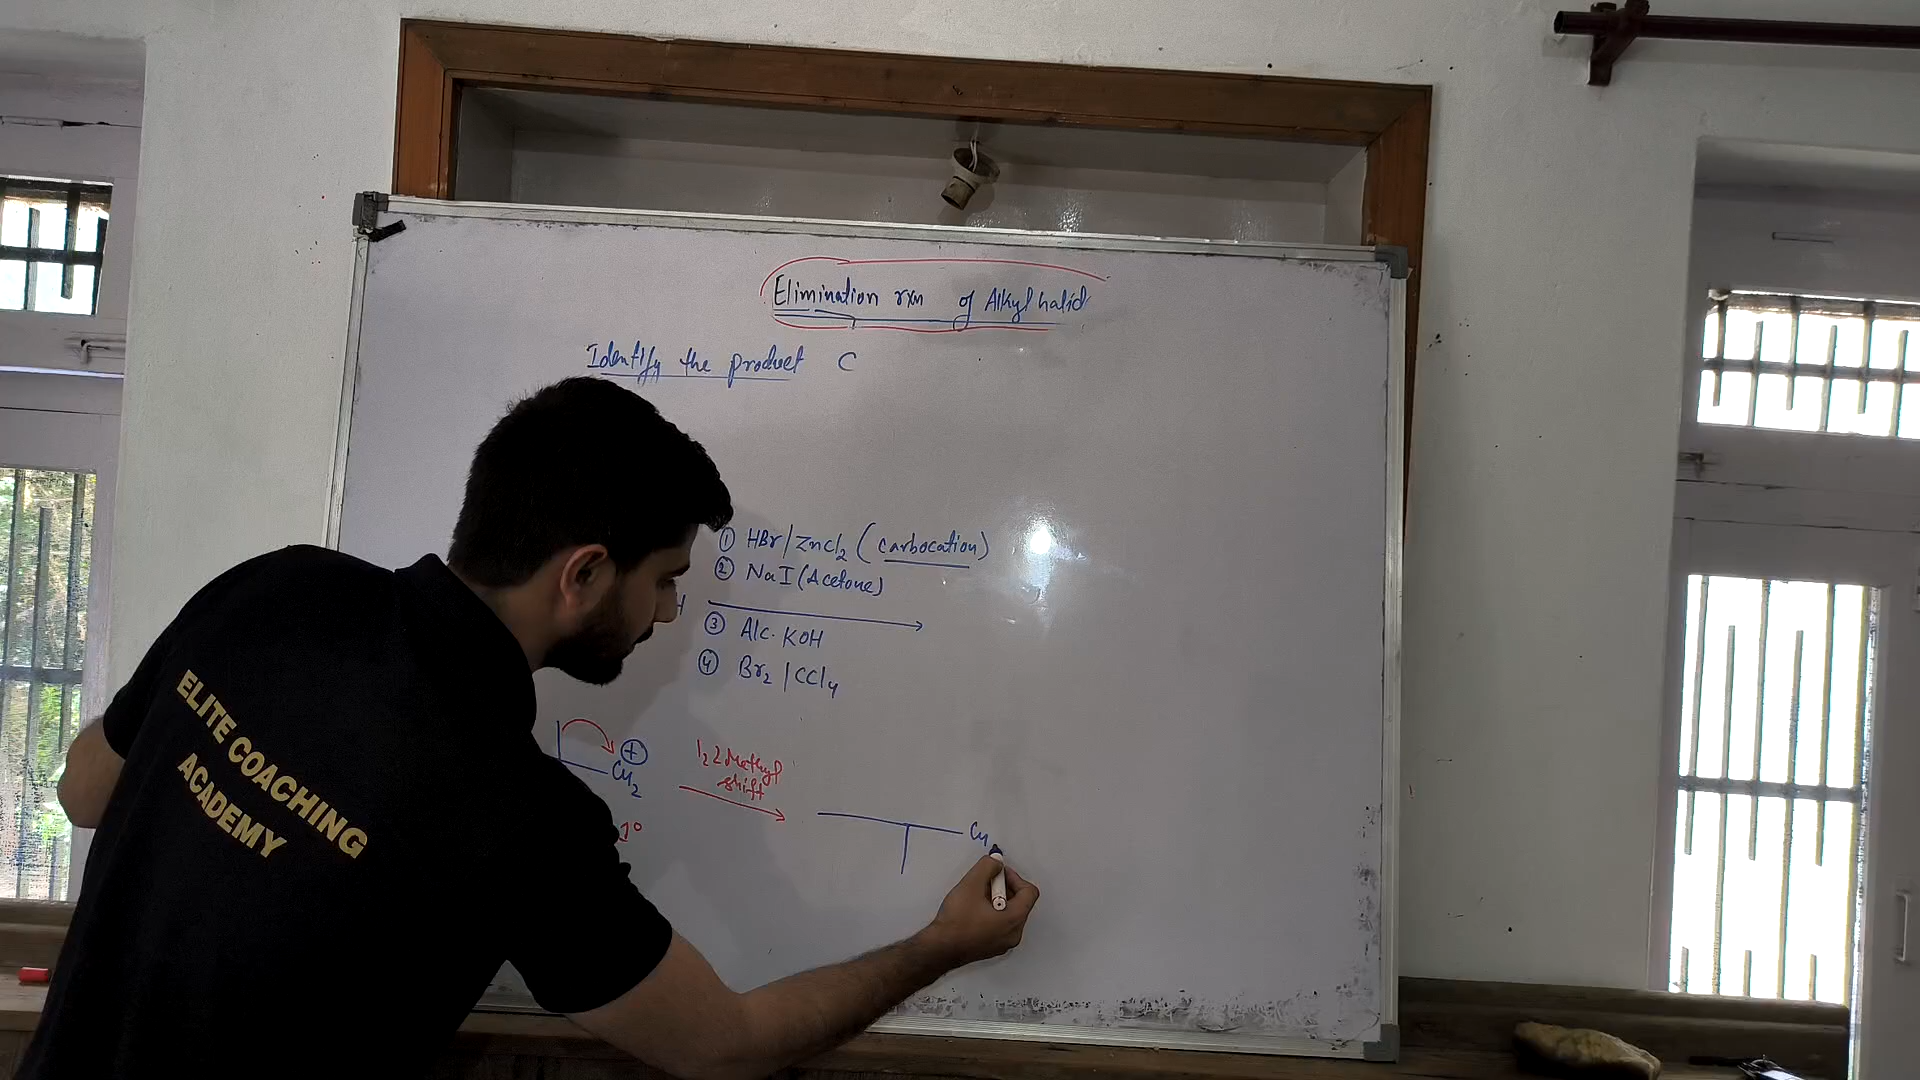 Elimination rxn of Alkyl halid
Identify the product C
① HBr/ZnCl2 (carbocation)
② NaI (Acetone)
H
③ Alc. KOH
④ Br2 / CCl4
+
CH2
1,2 Methyl
shift
1°
CH
ELITE COACHING
ACADEMY